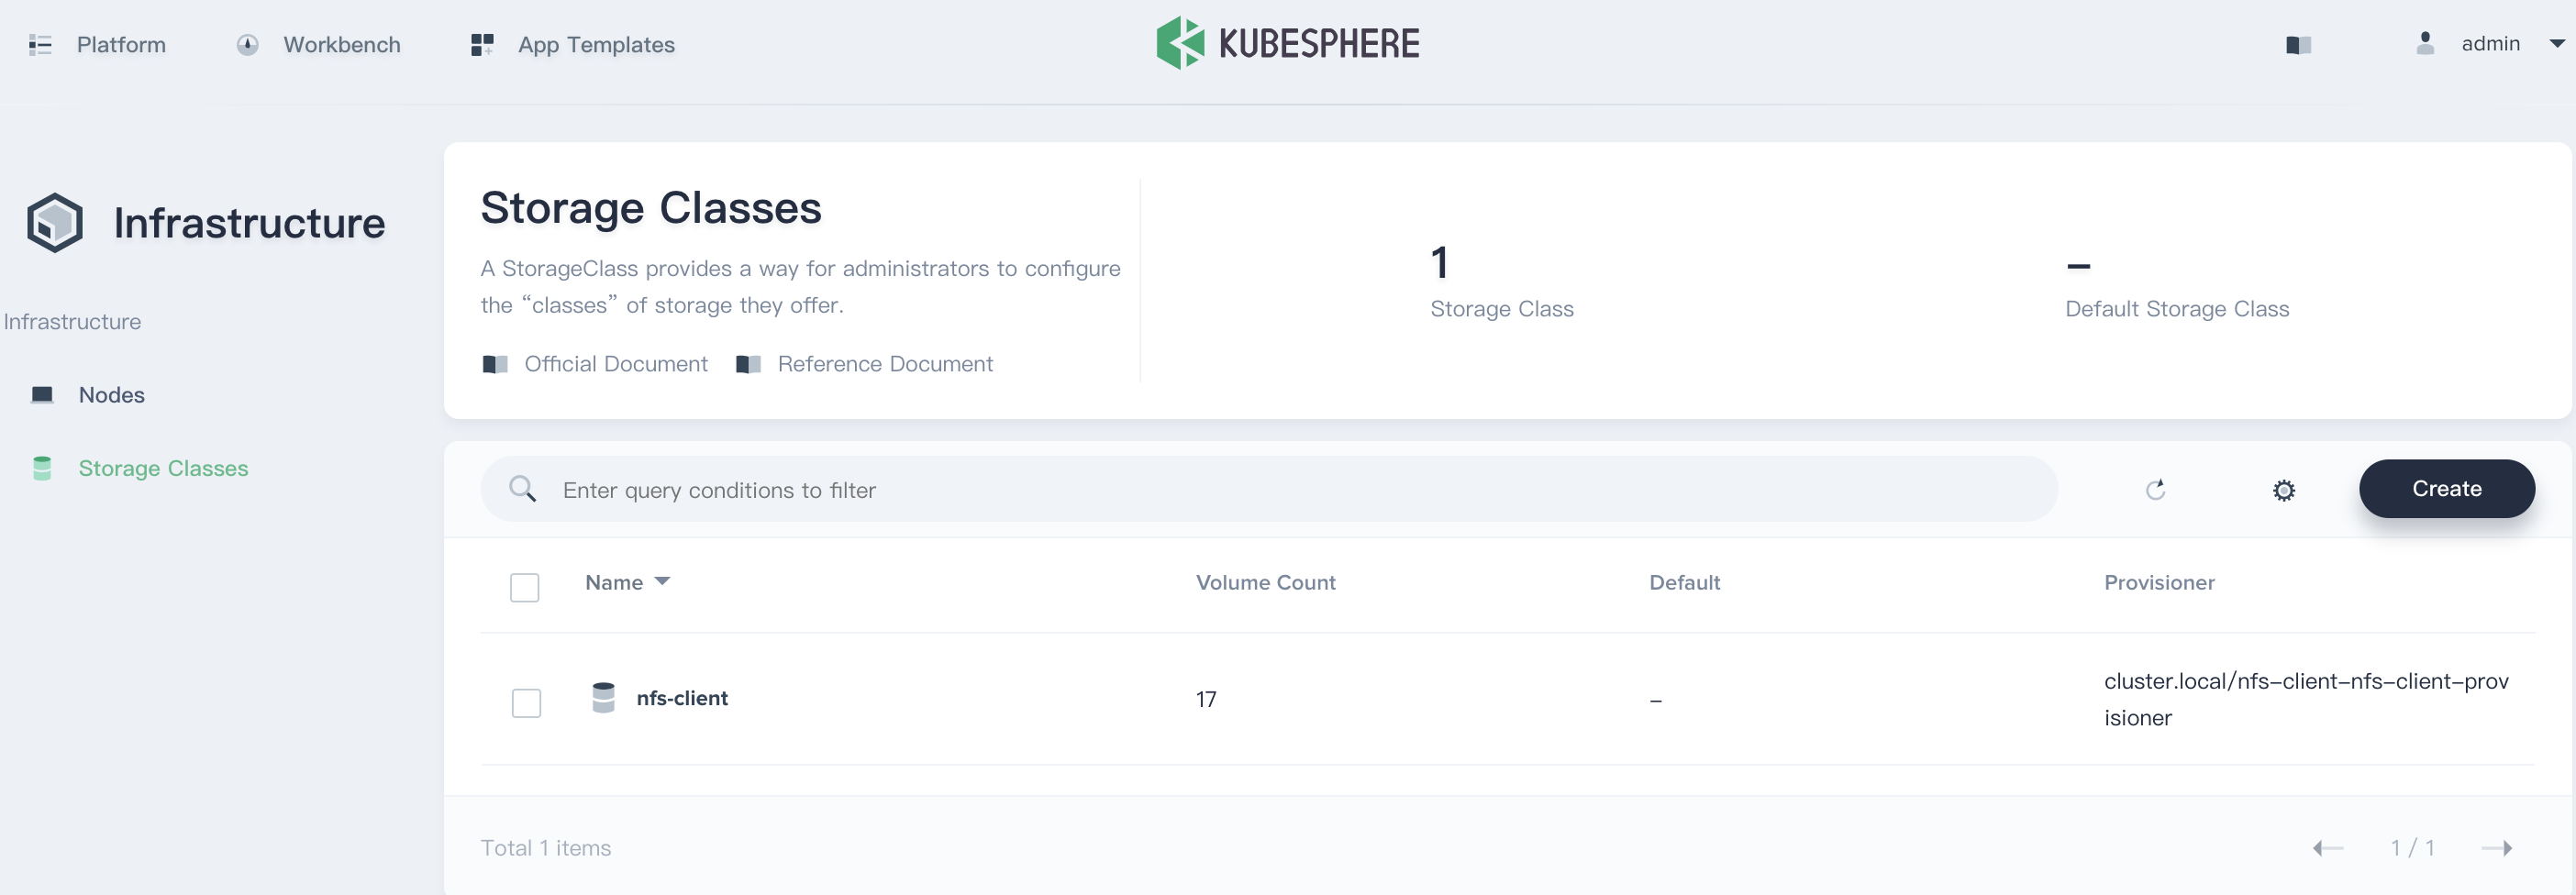 Platform
Workbench
App Templates
KUBESPHERE
admin
Infrastructure
Infrastructure
Nodes
Storage Classes
Storage Classes
A StorageClass provides a way for administrators to configure
the “classes” of storage they offer.
Official Document
Reference Document
1
Storage Class
–
Default Storage Class
Enter query conditions to filter
Create
Name
Volume Count
Default
Provisioner
nfs-client
17
–
cluster.local/nfs-client-nfs-client-prov
isioner
Total 1 items
1 / 1